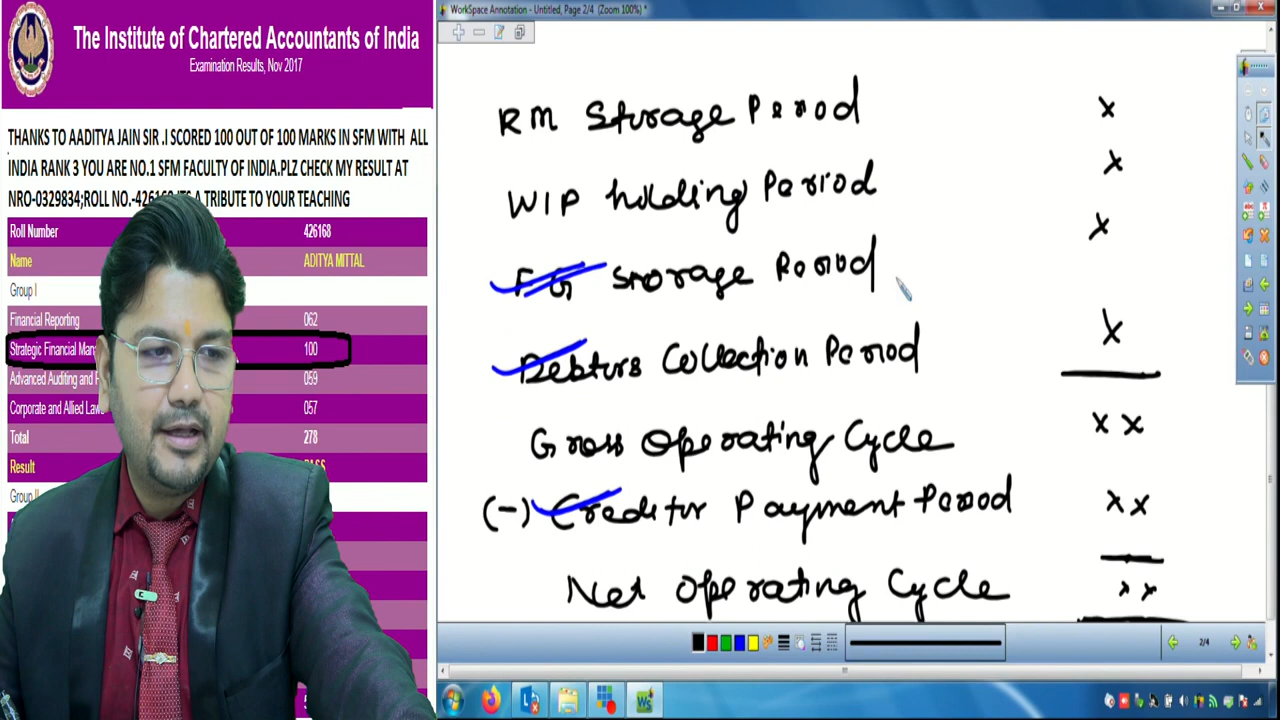 The Institute of Chartered Accountants of India
Examination Results, Nov 2017
THANKS TO AADITYA JAIN SIR .I SCORED 100 OUT OF 100 MARKS IN SFM WITH ALL
INDIA RANK 3 YOU ARE NO.1 SFM FACULTY OF INDIA.PLZ CHECK MY RESULT AT
NRO-0329834;ROLL NO.-426168 ITS A TRIBUTE TO YOUR TEACHING
Roll Number 426168
Name ADITYA MITTAL
Group I
Financial Reporting 062
Strategic Financial Man 100
Advanced Auditing and 059
Corporate and Allied Law 057
Total 278
Result PASS
Group II
WorkSpace Annotation - Untitled, Page 2/4 (Zoom 100%) *
RM Storage Period x
WIP holding Period x
FG Storage Period x
Debtors Collection Period x
Gross Operating Cycle x x
(-) Creditor Payment Period x x
Net Operating Cycle x x
2/4